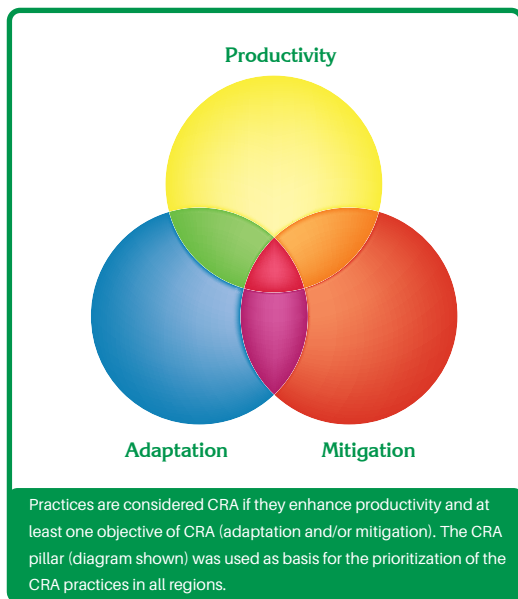 Productivity
Adaptation
Mitigation
Practices are considered CRA if they enhance productivity and at
least one objective of CRA (adaptation and/or mitigation). The CRA
pillar (diagram shown) was used as basis for the prioritization of the
CRA practices in all regions.